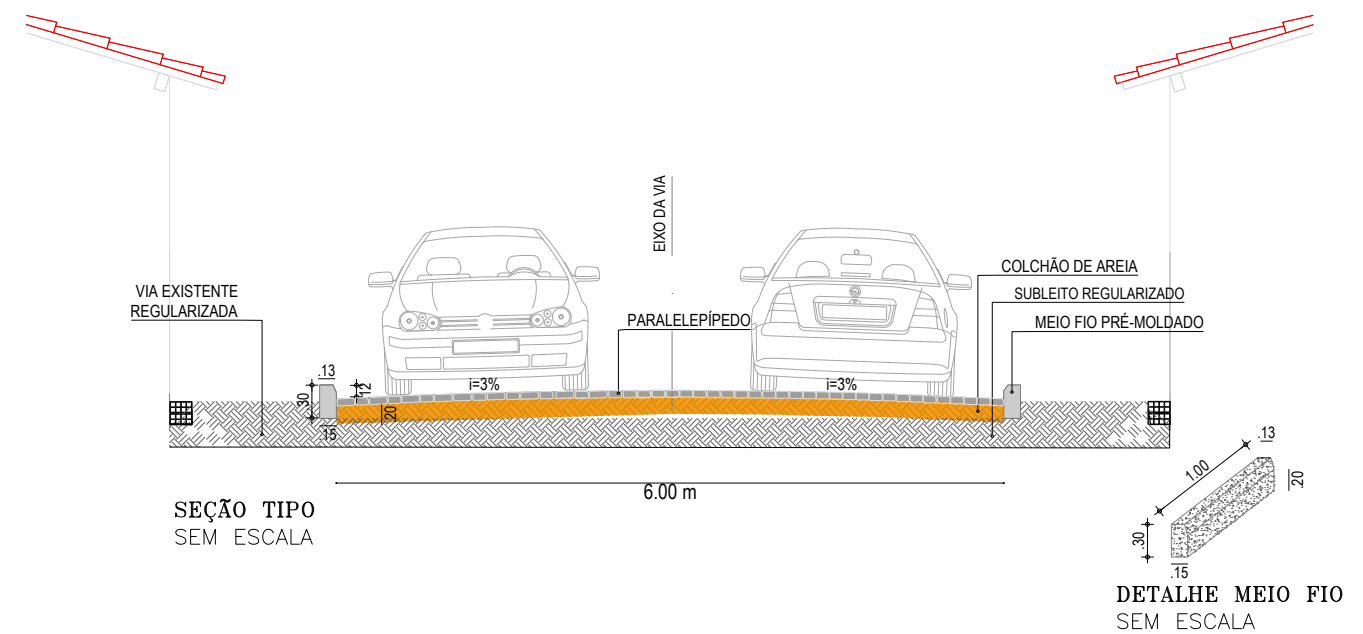 EIXO DA VIA
COLCHÃO DE AREIA
VIA EXISTENTE
REGULARIZADA
SUBLEITO REGULARIZADO
PARALELEPÍPEDO
MEIO FIO PRÉ-MOLDADO
.13
.30
.12
i=3%
i=3%
.20
.15
6.00 m
SEÇÃO TIPO
SEM ESCALA
.13
1.00
.20
.30
.15
DETALHE MEIO FIO
SEM ESCALA